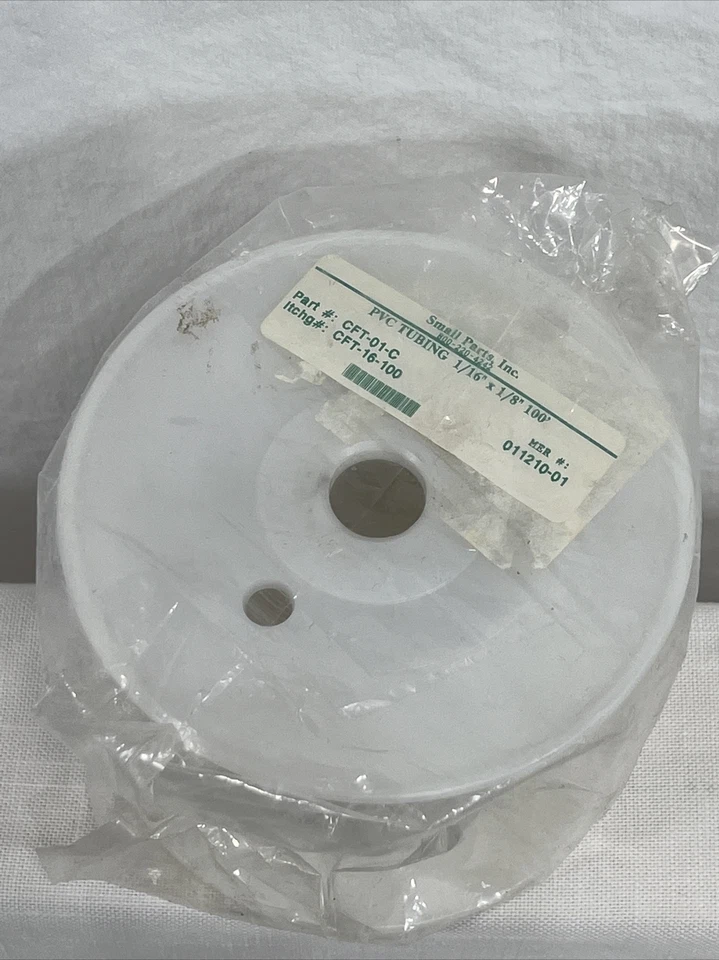 Small Parts, Inc.
PVC TUBING 1/16" x 1/8" 100'
Part #: CFT-01-C
Itchg#: CFT-16-100
MER #:
011210-01